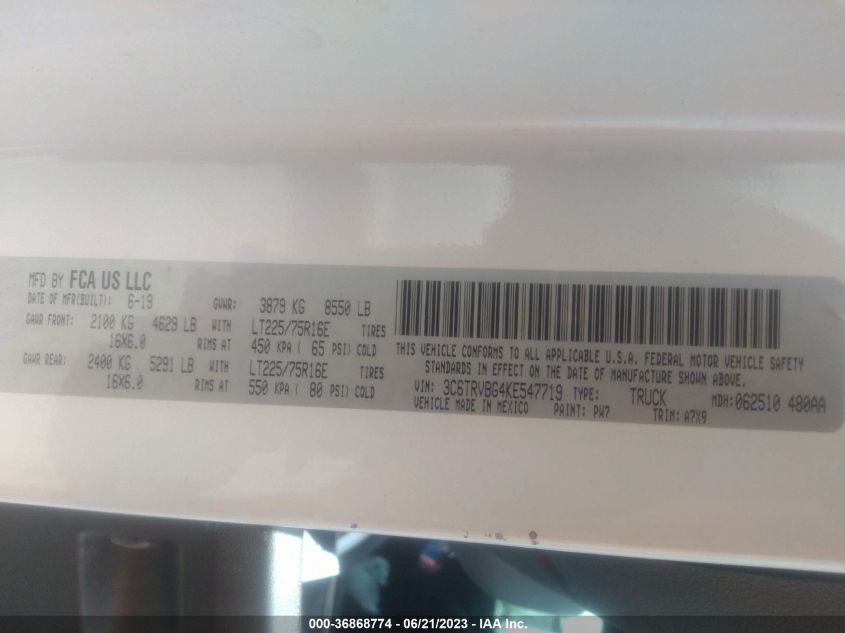 MFD BY FCA US LLC
DATE OF MFR(BUILT): 6-19 GVWR: 3879 KG 8550 LB
GAWR FRONT: 2100 KG 4629 LB WITH LT225/75R16E TIRES
16X6.0 RIMS AT 450 KPA ( 65 PSI) COLD
GAWR REAR: 2400 KG 5291 LB WITH LT225/75R16E TIRES
16X6.0 RIMS AT 550 KPA ( 80 PSI) COLD
THIS VEHICLE CONFORMS TO ALL APPLICABLE U.S.A. FEDERAL MOTOR VEHICLE SAFETY
STANDARDS IN EFFECT ON THE DATE OF MANUFACTURE SHOWN ABOVE.
VIN: 3C6TRVBG4KE547719 TYPE: TRUCK MDH:062510 480AA
VEHICLE MADE IN MEXICO PAINT: PW7 TRIM: A7X9
000-36868774 - 06/21/2023 - IAA Inc.